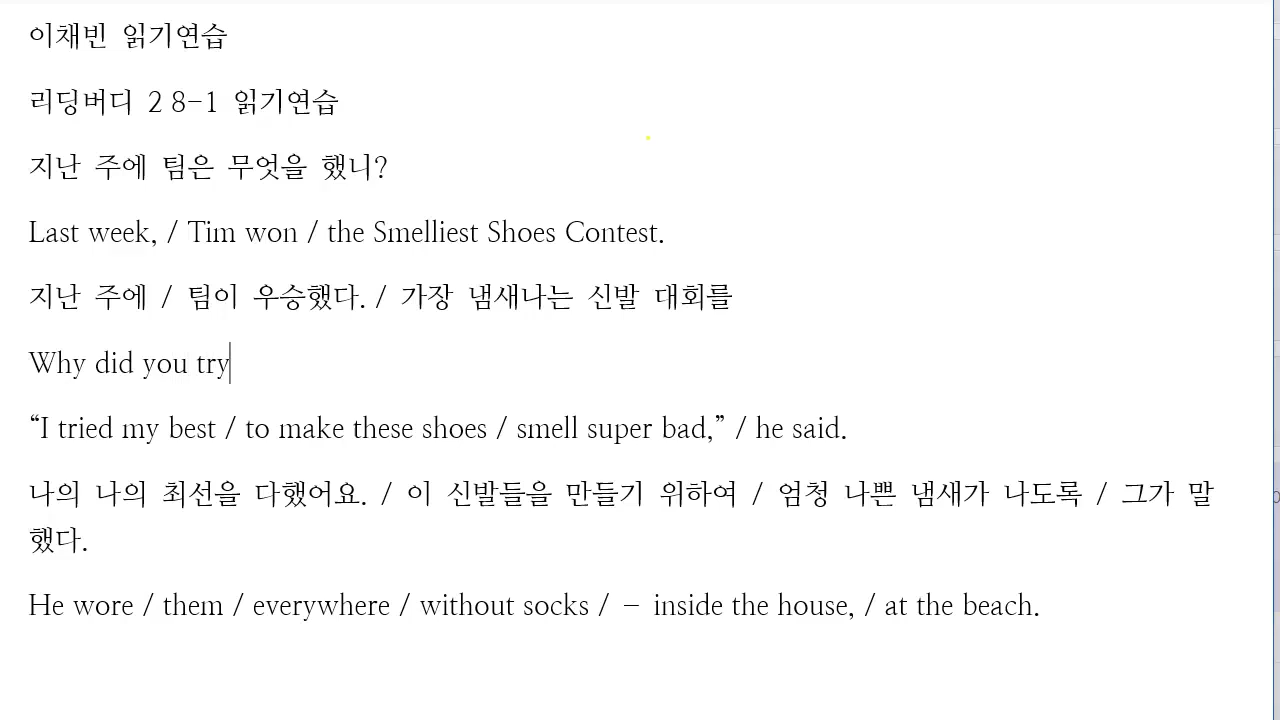 이채빈 읽기연습
리딩버디 2 8-1 읽기연습
지난 주에 팀은 무엇을 했니?
Last week, / Tim won / the Smelliest Shoes Contest.
지난 주에 / 팀이 우승했다. / 가장 냄새나는 신발 대회를
Why did you try
“I tried my best / to make these shoes / smell super bad,” / he said.
나의 나의 최선을 다했어요. / 이 신발들을 만들기 위하여 / 엄청 나쁜 냄새가 나도록 / 그가 말
했다.
He wore / them / everywhere / without socks / - inside the house, / at the beach.